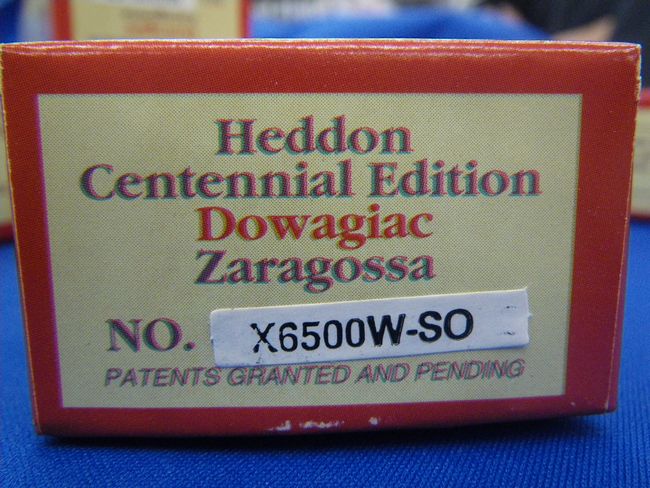 Heddon
Centennial Edition
Dowagiac
Zaragossa
NO. X6500W-SO
PATENTS GRANTED AND PENDING